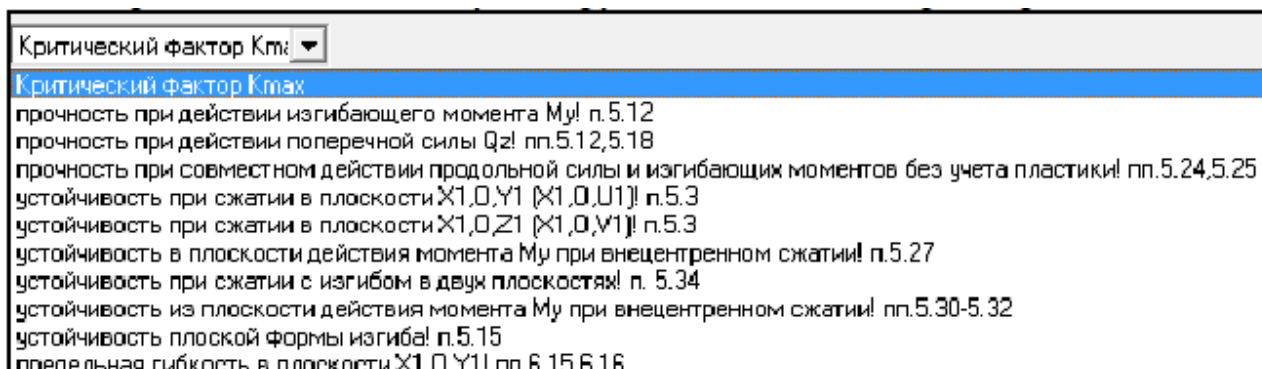 Критический фактор Kma
Критический фактор Kmax
прочность при действии изгибающего момента My! п.5.12
прочность при действии поперечной силы Qz! пп.5.12,5.18
прочность при совместном действии продольной силы и изгибающих моментов без учета пластики! пп.5.24,5.25
устойчивость при сжатии в плоскости X1,O,Y1 (X1,O,U1)! п.5.3
устойчивость при сжатии в плоскости X1,O,Z1 (X1,O,V1)! п.5.3
устойчивость в плоскости действия момента My при внецентренном сжатии! п.5.27
устойчивость при сжатии с изгибом в двух плоскостях! п. 5.34
устойчивость из плоскости действия момента My при внецентренном сжатии! пп.5.30-5.32
устойчивость плоской формы изгиба! п.5.15
предельная гибкость в плоскости X1,O,Y1! пп.6.15,6.16